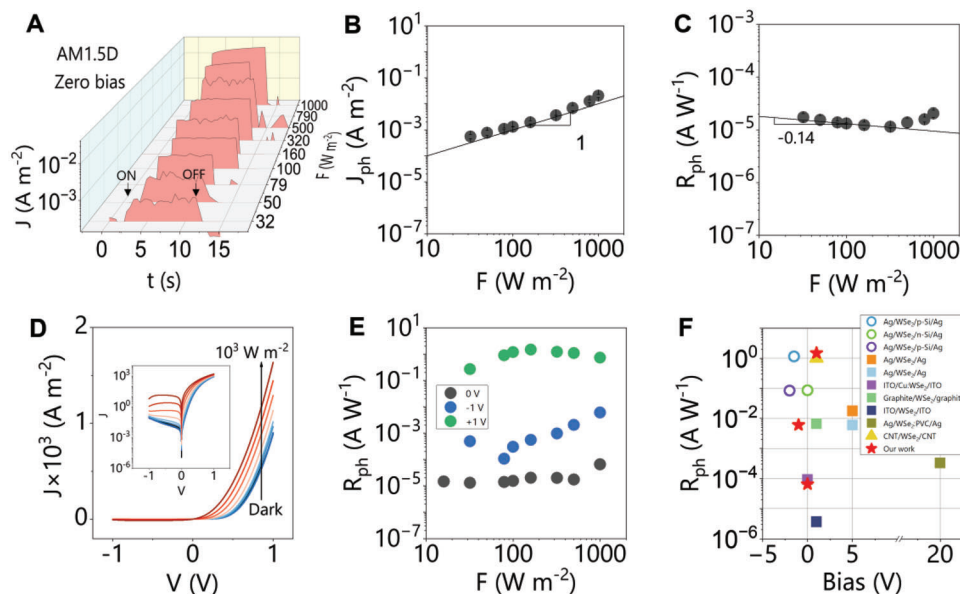 A
AM1.5D
Zero bias
J (A m⁻²)
10⁻²
10⁻³
ON
OFF
0 5 10 15
t (s)
1000
790
500
320
160
100
79
50
32
F (W m⁻²)
B
J_ph (A m⁻²)
10¹
10⁻¹
10⁻³
10⁻⁵
10⁻⁷
1
10 100 1000
F (W m⁻²)
C
R_ph (A W⁻¹)
10⁻¹
10⁻³
10⁻⁵
10⁻⁷
-0.14
10 100 1000
F (W m⁻²)
D
J×10³ (A m⁻²)
2
1
0
10³ W m⁻²
Dark
J
10³
10⁰
10⁻³
10⁻⁶
-1 0 1
V
-1 0 1
V (V)
E
R_ph (A W⁻¹)
10¹
10⁻¹
10⁻³
10⁻⁵
10⁻⁷
0 V
-1 V
+1 V
10 100 1000
F (W m⁻²)
F
R_ph (A W⁻¹)
10⁰
10⁻²
10⁻⁴
10⁻⁶
Ag/WSe₂/p-Si/Ag
Ag/WSe₂/n-Si/Ag
Ag/WSe₂/p-Si/Ag
Ag/WSe₂/Ag
Ag/WSe₂/Ag
ITO/Cu:WSe₂/ITO
Graphite/WSe₂/graphite
ITO/WSe₂/ITO
Ag/WSe₂:PVC/Ag
CNT/WSe₂/CNT
Our work
−5 0 5 20
Bias (V)